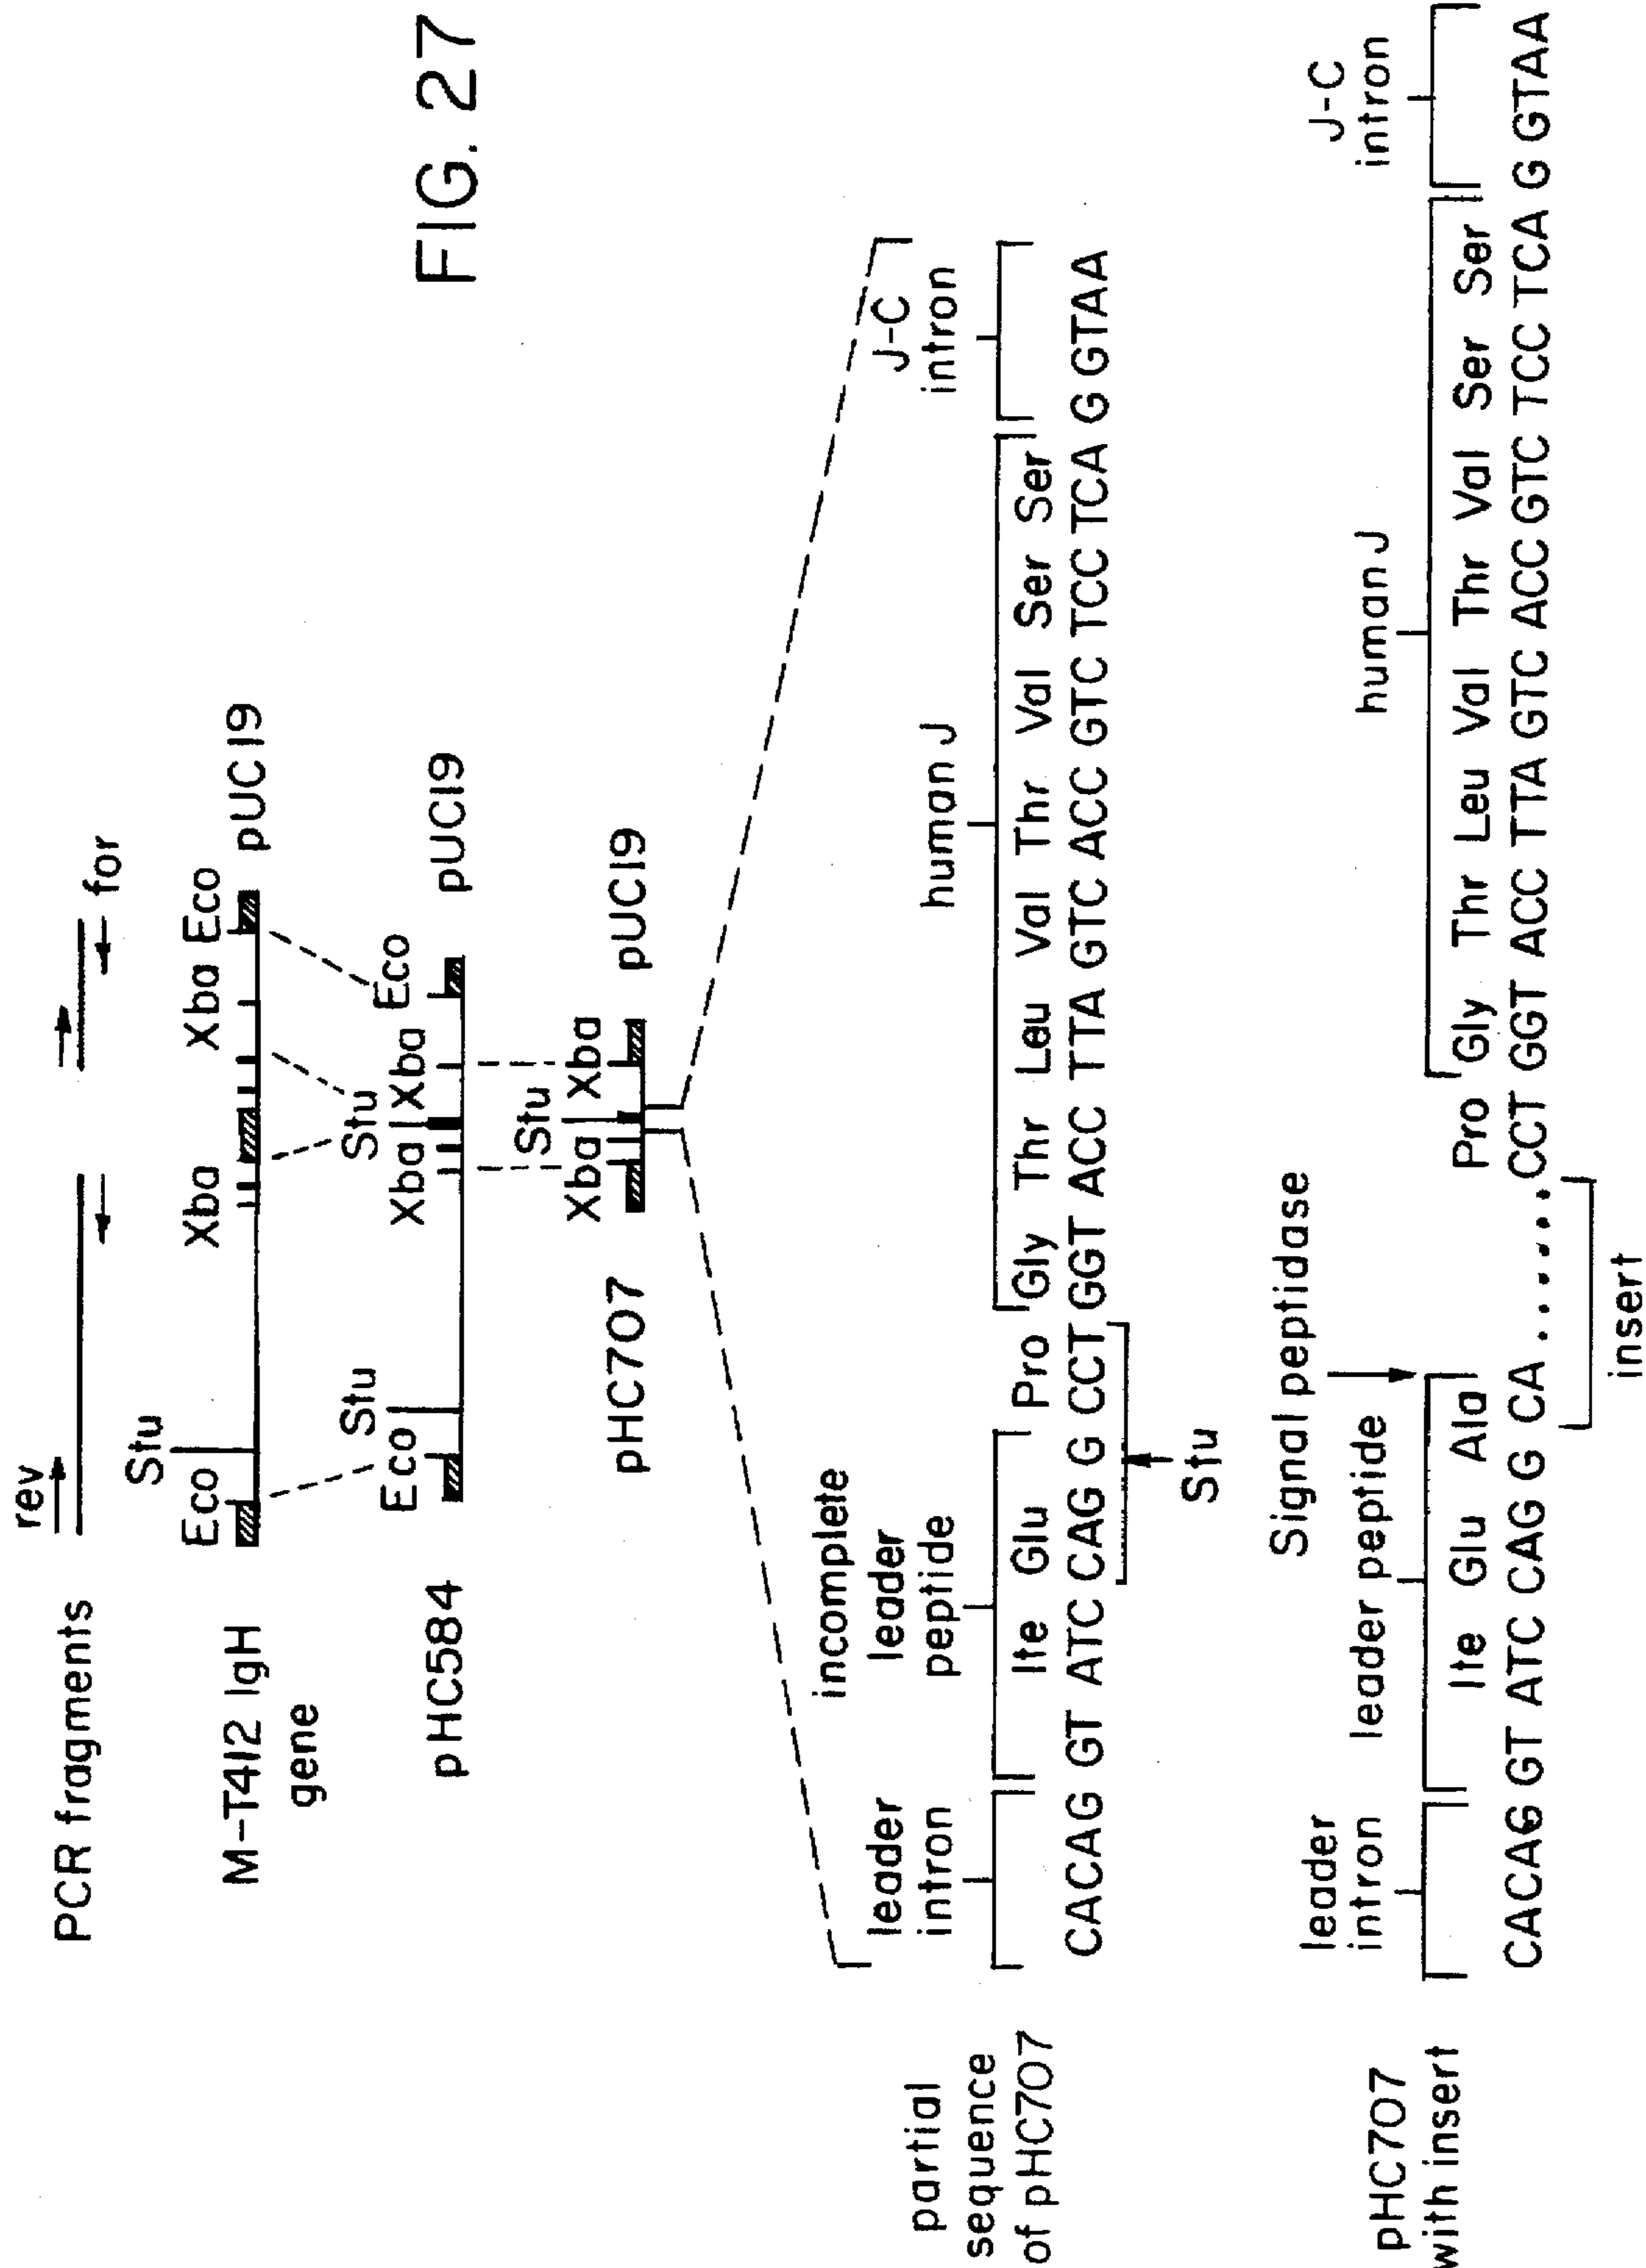 FIG. 27
PCR fragments
rev
for
M-T412 IgH
gene
Eco
Stu
Xba
Xba
Eco
pUC19
pHC584
Eco
Stu
Xba
Stu
Xba
Eco
pUC19
pHC707
Xba
Stu
Xba
pUC19
partial
sequence
of pHC707
leader
intron
incomplete
leader
peptide
human J
J-C
intron
Ite Glu Pro Gly Thr Leu Val Thr Val Ser Ser
CACAG GT ATC CAG G CCT GGT ACC TTA GTC ACC GTC TCC TCA G GTAA
Stu
pHC707
with insert
leader
intron
leader peptide
Signal peptidase
human J
J-C
intron
Ite Glu Ala Pro Gly Thr Leu Val Thr Val Ser Ser
CACAG GT ATC CAG G CA ...... CCT GGT ACC TTA GTC ACC GTC TCC TCA G GTAA
insert